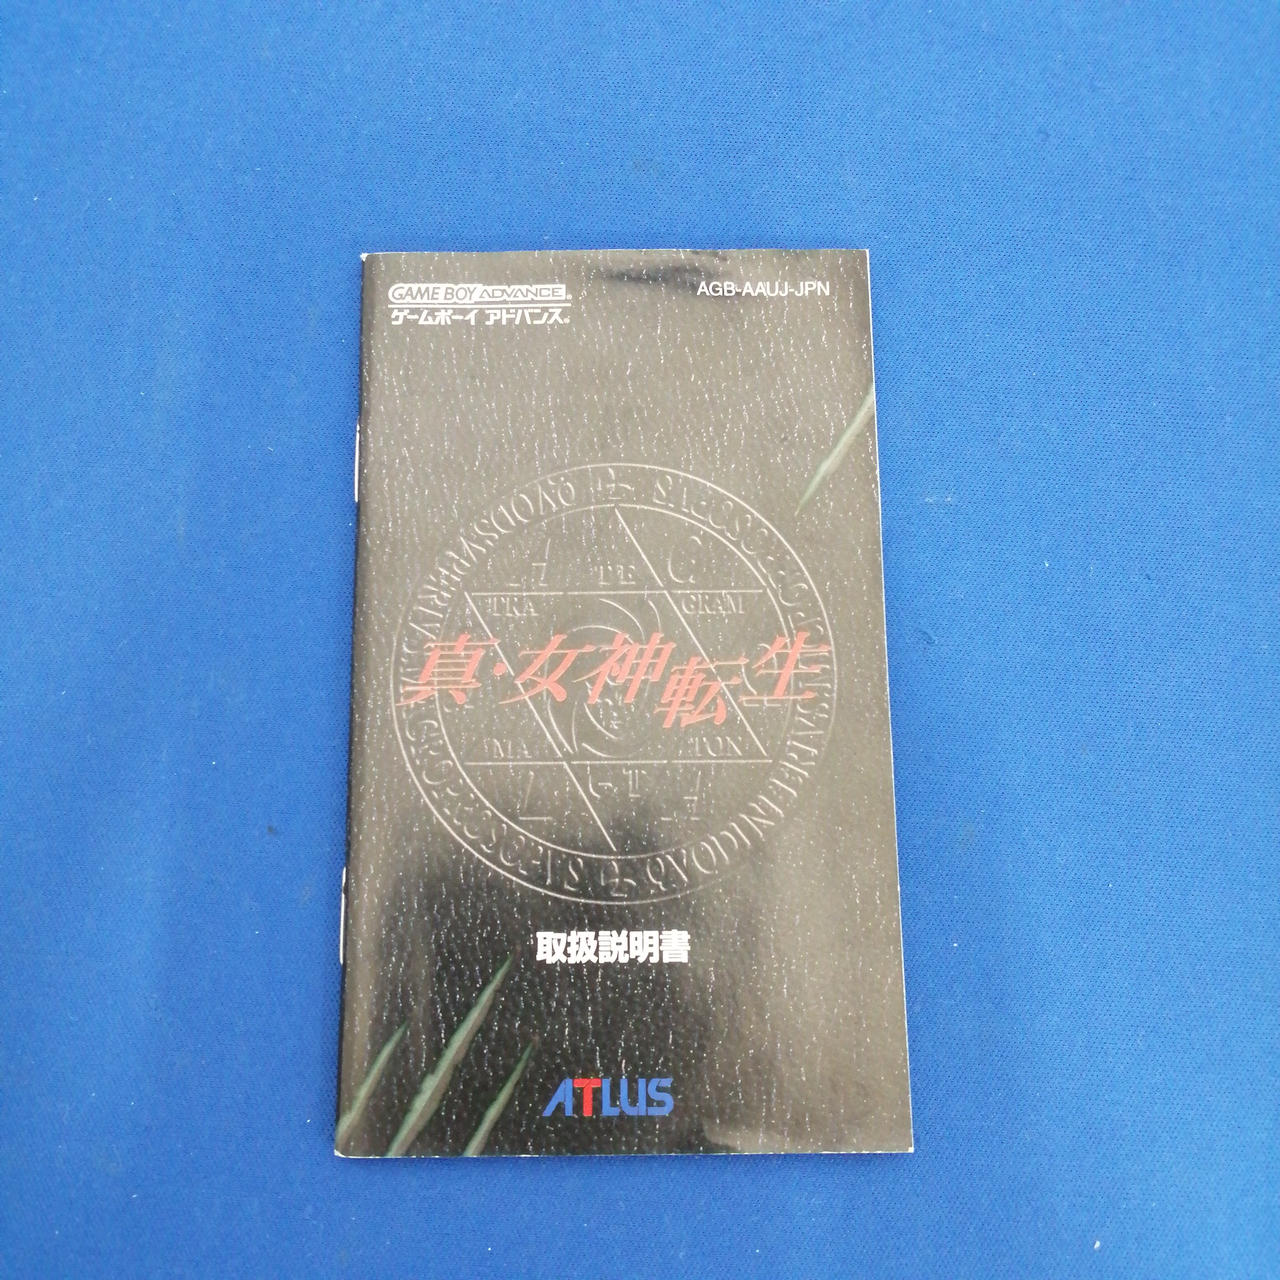 GAME BOY ADVANCE
AGB-AAUJ-JPN
ゲームボーイ アドバンス
TE
TRA
GRAM
真・女神転生
MA
TON
取扱説明書
ATLUS